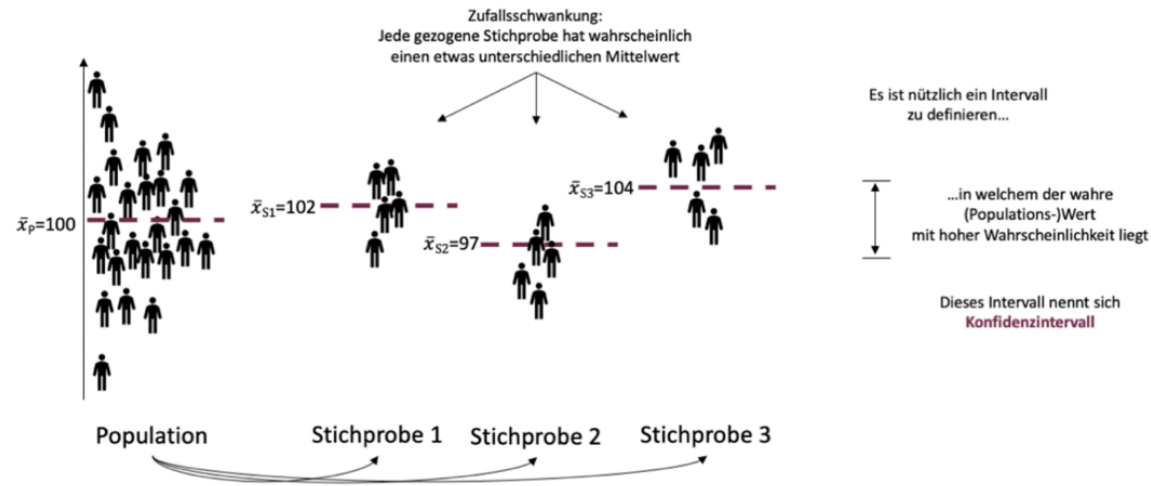 Zufallsschwankung:
Jede gezogene Stichprobe hat wahrscheinlich
einen etwas unterschiedlichen Mittelwert
Es ist nützlich ein Intervall
zu definieren...
x̄P=100
x̄S1=102
x̄S2=97
x̄S3=104
...in welchem der wahre
(Populations-)Wert
mit hoher Wahrscheinlichkeit liegt
Dieses Intervall nennt sich
Konfidenzintervall
Population
Stichprobe 1
Stichprobe 2
Stichprobe 3